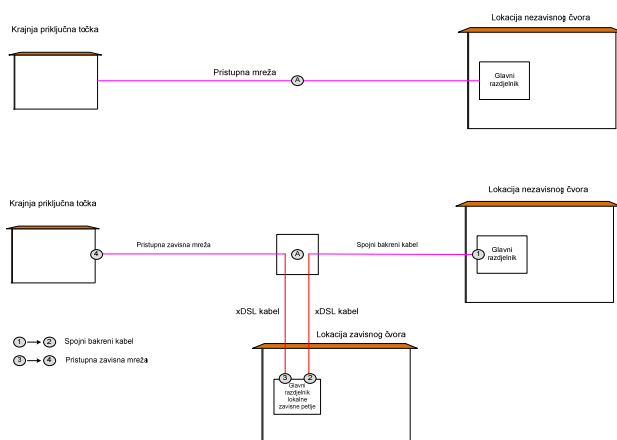 Lokacija nezavisnog čvora
Krajnja priključna točka
Pristupna mreža
A
Glavni
razdjelnik
Lokacija nezavisnog čvora
Krajnja priključna točka
Pristupna zavisna mreža
Spojni bakreni kabel
4
A
1
Glavni
razdjelnik
xDSL kabel
xDSL kabel
Lokacija zavisnog čvora
1 → 2 Spojni bakreni kabel
3 → 4 Pristupna zavisna mreža
3
2
Glavni
razdjelnik
lokalne
zavisne petlje